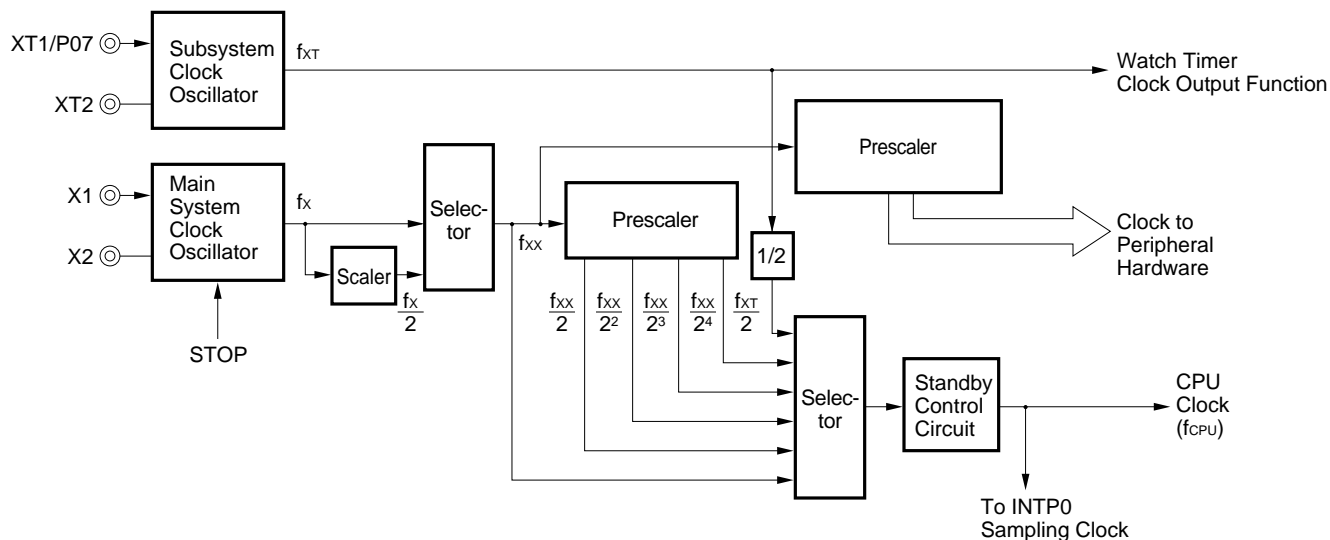 XT1/P07
XT2
Subsystem
Clock
Oscillator
fXT
Watch Timer
Clock Output Function
X1
X2
Main
System
Clock
Oscillator
STOP
fX
Scaler
fX
2
Selec-
tor
fXX
Prescaler
Prescaler
Clock to
Peripheral
Hardware
1/2
fXX
2
fXX
2²
fXX
2³
fXX
2⁴
fXT
2
Selec-
tor
Standby
Control
Circuit
CPU
Clock
(fCPU)
To INTP0
Sampling Clock